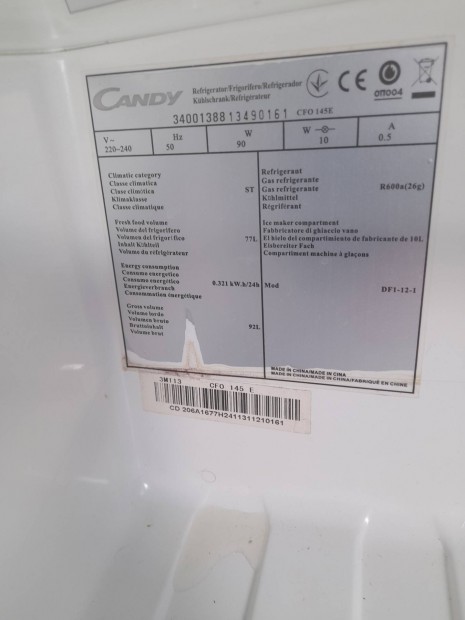 CANDY
Refrigerator/Frigorifero/Refrigerador
Kühlschrank/Réfrigérateur
CE
011004
3400138813490161 CFO 145E
V~ Hz W W A
220~240 50 90 10 0.5
Climatic category
Classe climatica
Clase climática
Klimaklasse
Classe climatique
ST
Refrigerant
Gas refrigerante
Gas refrigerante
Kühlmittel
Régrifirant
R600a(26g)
Fresh food volume
Volume del frigorifero
Volumen del frigorífico
Inhalt Kühlteil
Volume du réfrigérateur
77L
Ice maker compartment
Fabbricatore di ghiaccio vano
El hielo del compartimiento de fabricante de 10L
Eisbereiter Fach
Compartiment machine à glaçons
Energy consumption
Consumo energetico
Consumo energético
Energieverbrauch
Consommation énergétique
0.321 kW.h/24h
Mod DF1-12-1
Gross volume
Volume lordo
Volumen bruto
Bruttoinhalt
Volume brut
92L
MADE IN CHINA/MADE IN CINA
MADE IN CHINA/MADE IN CHINA/FABRIQUÉ EN CHINE
3M113 CFO 145 E
CD 206A1677H2411311210161